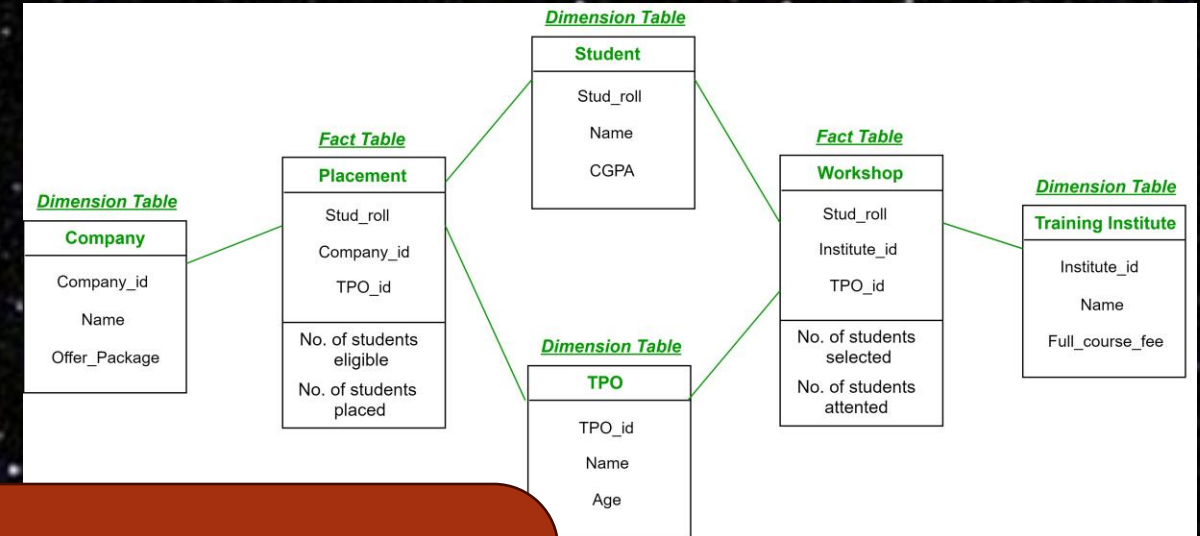 Dimension Table
Student
Stud_roll
Name
CGPA
Fact Table
Placement
Stud_roll
Company_id
TPO_id
No. of students
eligible
No. of students
placed
Fact Table
Workshop
Stud_roll
Institute_id
TPO_id
No. of students
selected
No. of students
attented
Dimension Table
Company
Company_id
Name
Offer_Package
Dimension Table
Training Institute
Institute_id
Name
Full_course_fee
Dimension Table
TPO
TPO_id
Name
Age